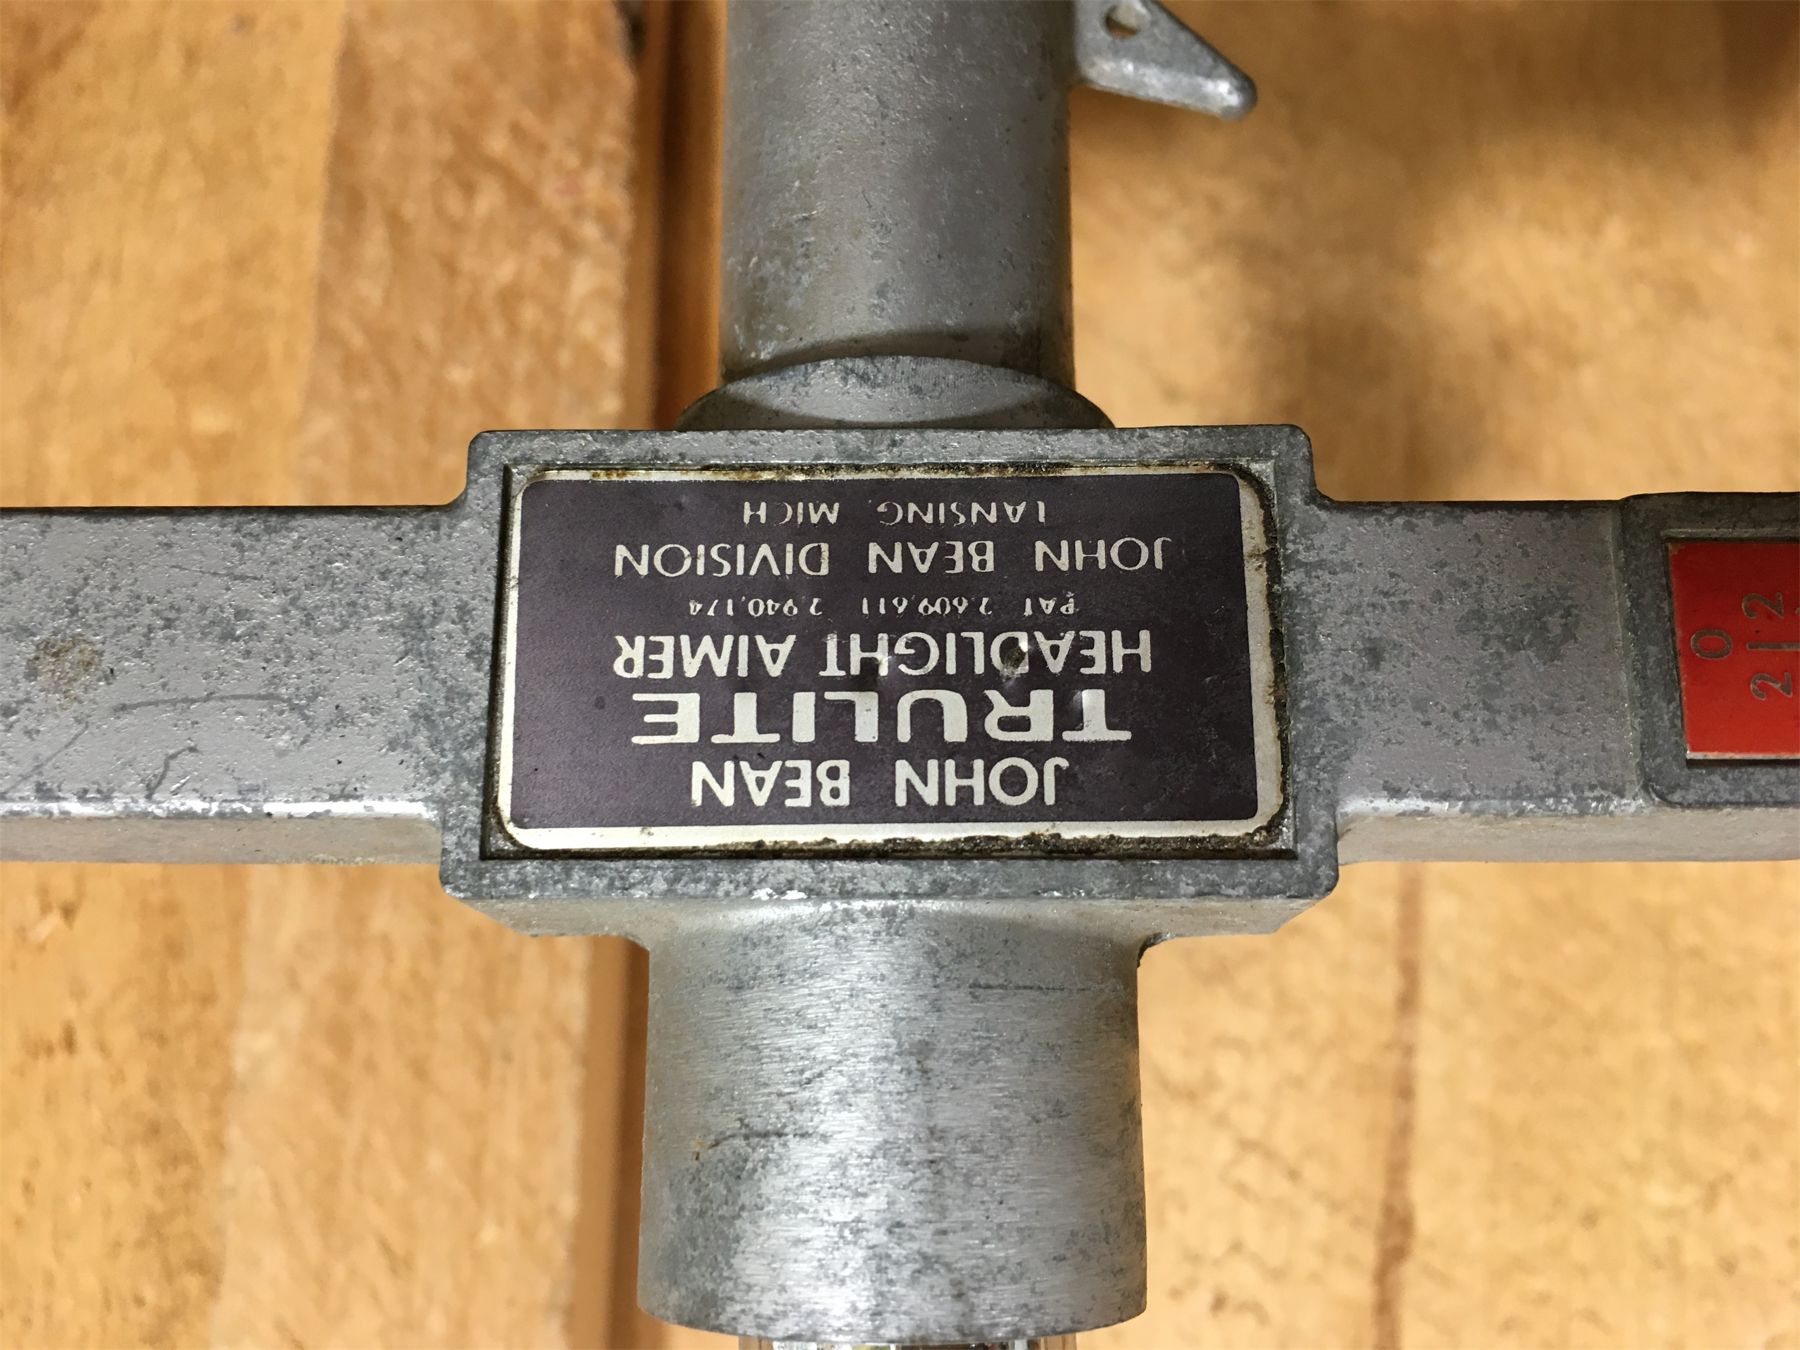 JOHN BEAN
TRULITE
HEADLIGHT AIMER
PAT 2,609,611 2,940,174
JOHN BEAN DIVISION
LANSING, MICH
0
2 | 2